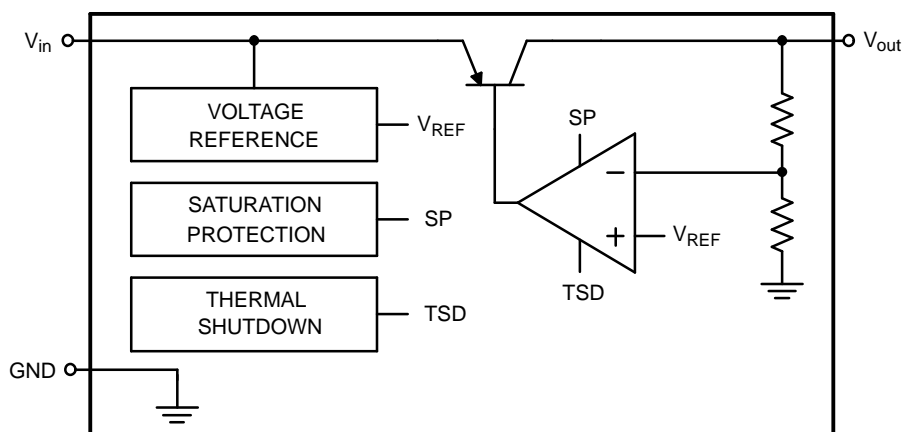 Vin
Vout
VOLTAGE
REFERENCE
VREF
SP
−
SATURATION
PROTECTION
SP
+
VREF
THERMAL
SHUTDOWN
TSD
TSD
GND